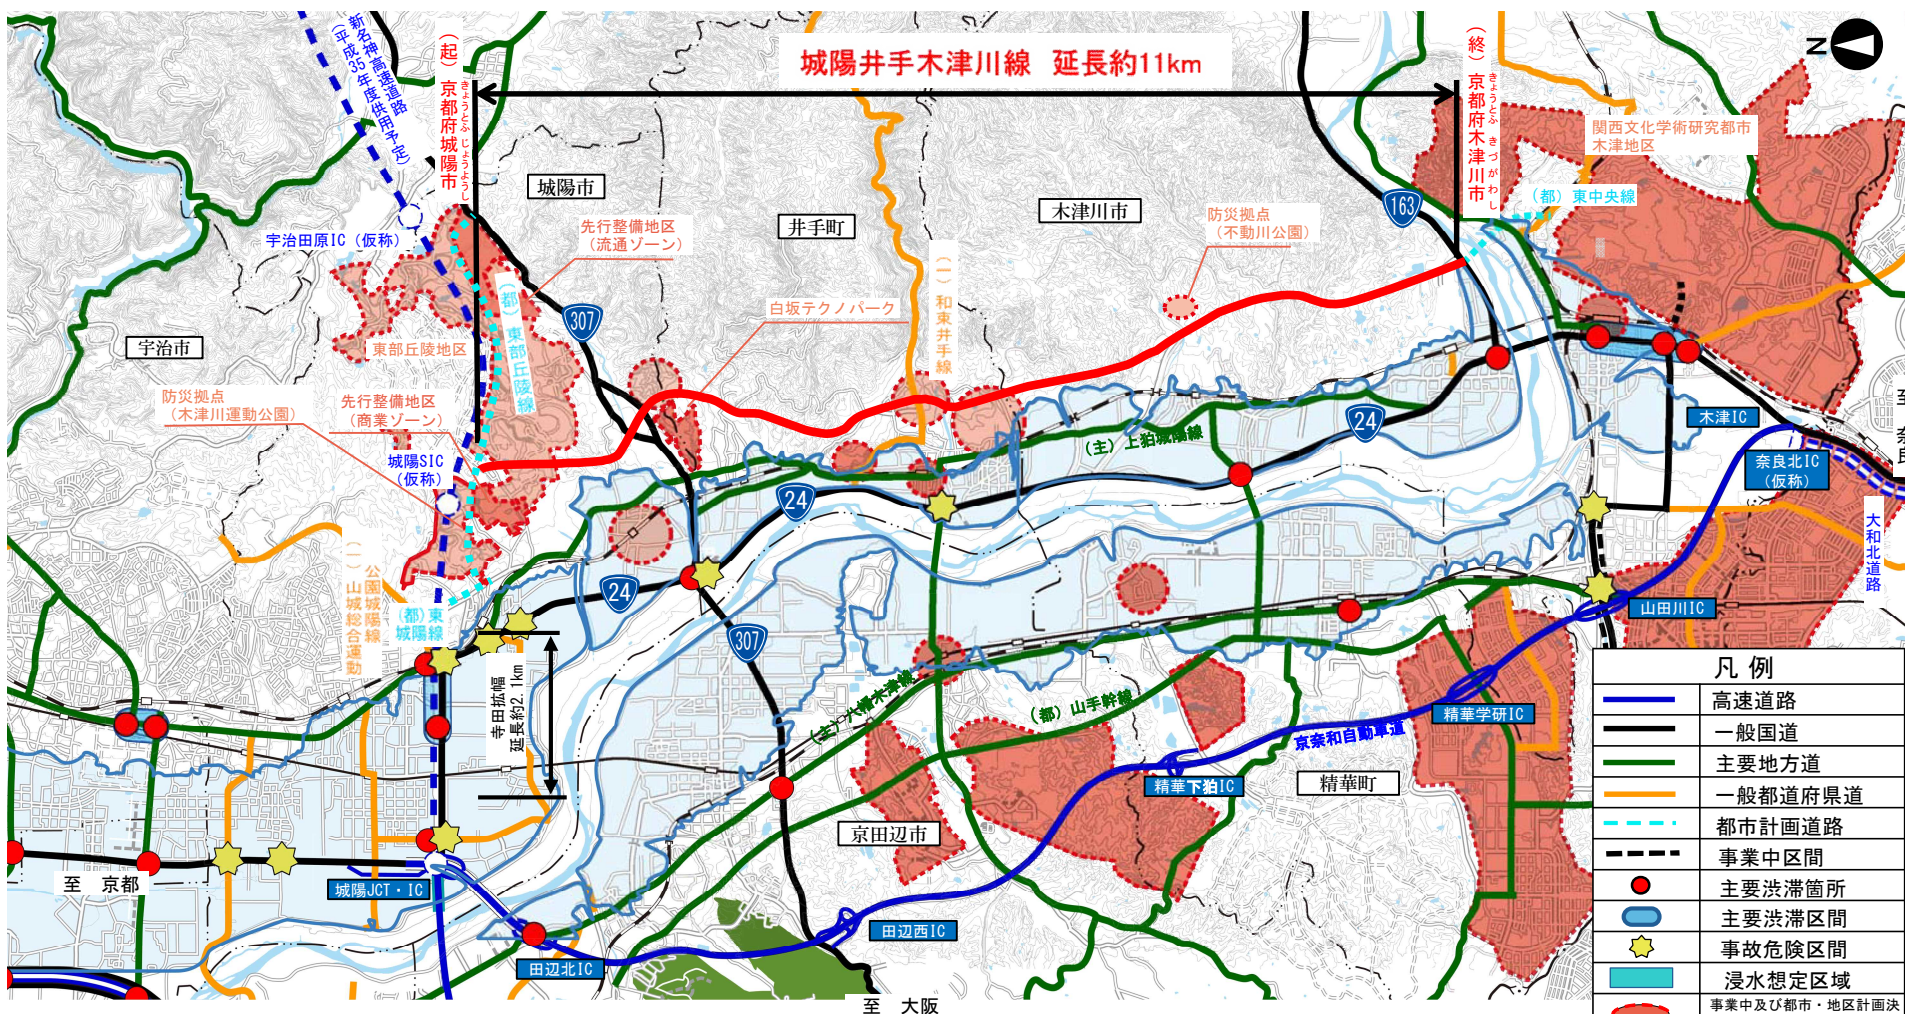 城陽井手木津川線 延長約11km
新名神高速道路
(平成35年度供用予定)
(起)京都府城陽市
きょうとふ じょうようし
(終)京都府木津川市
きょうとふ きづがわし
N
関西文化学術研究都市
木津地区
(都)東中央線
城陽市
井手町
木津川市
宇治市
163
防災拠点
(不動川公園)
先行整備地区
(流通ゾーン)
宇治田原IC(仮称)
307
白坂テクノパーク
(一)和束井手線
東部丘陵地区
(都)東部丘陵線
防災拠点
(木津川運動公園)
先行整備地区
(商業ゾーン)
城陽SIC
(仮称)
(主)上狛城陽線
24
24
24
木津IC
奈良北IC
(仮称)
至 奈良
大和北道路
(一)山城総合運動
公園城陽線
(都)東
城陽線
寺田拡幅
延長約2.1km
307
山田川IC
(主)八幡木津線
(都)山手幹線
京奈和自動車道
精華学研IC
精華下狛IC
精華町
京田辺市
至 京都
城陽JCT・IC
田辺西IC
田辺北IC
至 大阪
凡例
高速道路
一般国道
主要地方道
一般都道府県道
都市計画道路
事業中区間
主要渋滞箇所
主要渋滞区間
事故危険区間
浸水想定区域
事業中及び都市・地区計画決